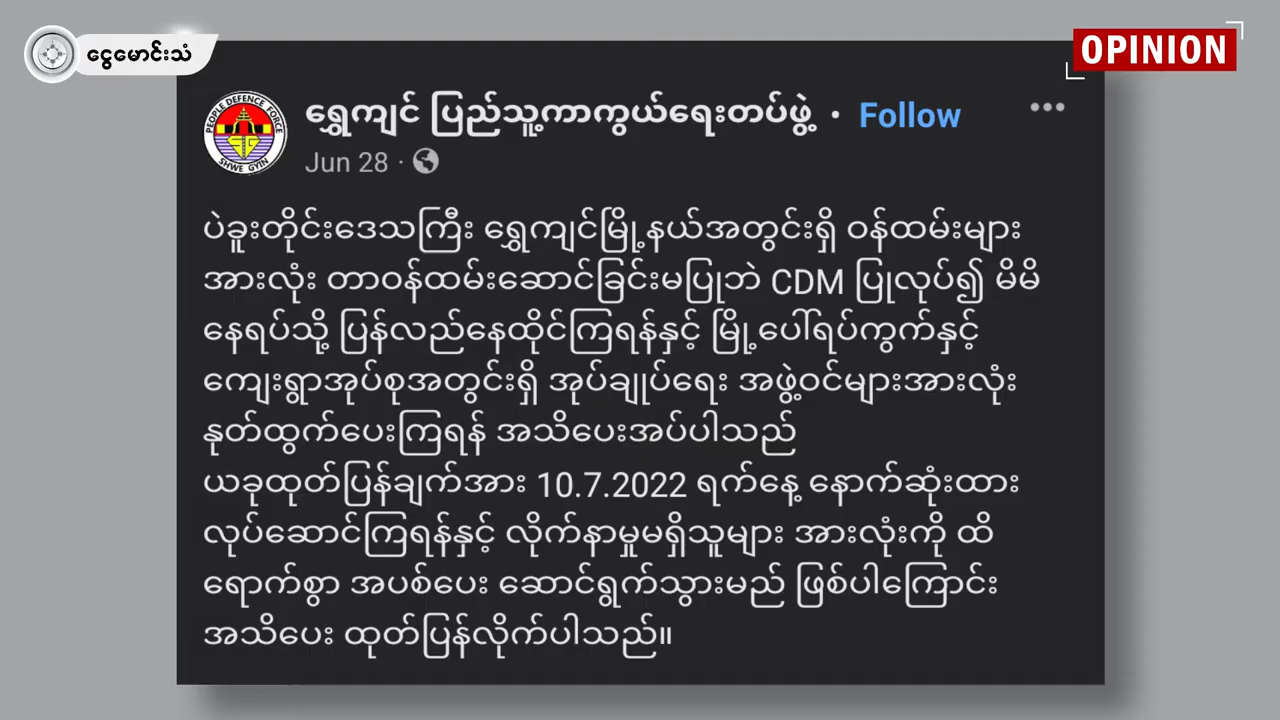 ငွေမောင်းသံ
OPINION
PEOPLE DEFENCE FORCE
SHWE GYIN
ရွှေကျင် ပြည်သူ့ကာကွယ်ရေးတပ်ဖွဲ့ · Follow
Jun 28 ·
ပဲခူးတိုင်းဒေသကြီး ရွှေကျင်မြို့နယ်အတွင်းရှိ ဝန်ထမ်းများ
အားလုံး တာဝန်ထမ်းဆောင်ခြင်းမပြုဘဲ CDM ပြုလုပ်၍ မိမိ
နေရပ်သို့ ပြန်လည်နေထိုင်ကြရန်နှင့် မြို့ပေါ်ရပ်ကွက်နှင့်
ကျေးရွာအုပ်စုအတွင်းရှိ အုပ်ချုပ်ရေး အဖွဲ့ဝင်များအားလုံး
နုတ်ထွက်ပေးကြရန် အသိပေးအပ်ပါသည်
ယခုထုတ်ပြန်ချက်အား 10.7.2022 ရက်နေ့ နောက်ဆုံးထား
လုပ်ဆောင်ကြရန်နှင့် လိုက်နာမှုမရှိသူများ အားလုံးကို ထိ
ရောက်စွာ အပစ်ပေး ဆောင်ရွက်သွားမည် ဖြစ်ပါကြောင်း
အသိပေး ထုတ်ပြန်လိုက်ပါသည်။